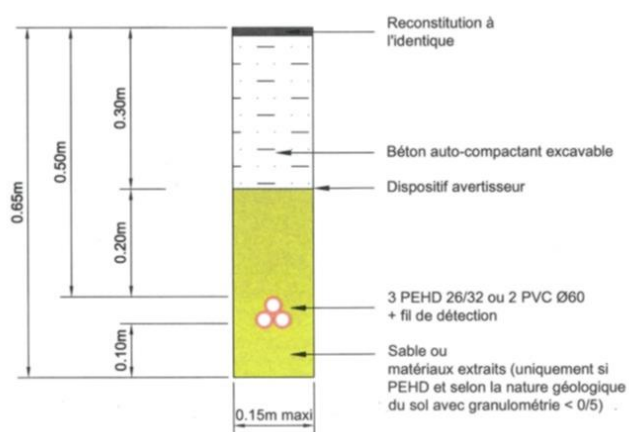 Reconstitution à
l'identique
0.30m
0.50m
0.65m
Béton auto-compactant excavable
Dispositif avertisseur
0.20m
3 PEHD 26/32 ou 2 PVC Ø60
+ fil de détection
0.10m
Sable ou
matériaux extraits (uniquement si
PEHD et selon la nature géologique
du sol avec granulométrie < 0/5)
0.15m maxi